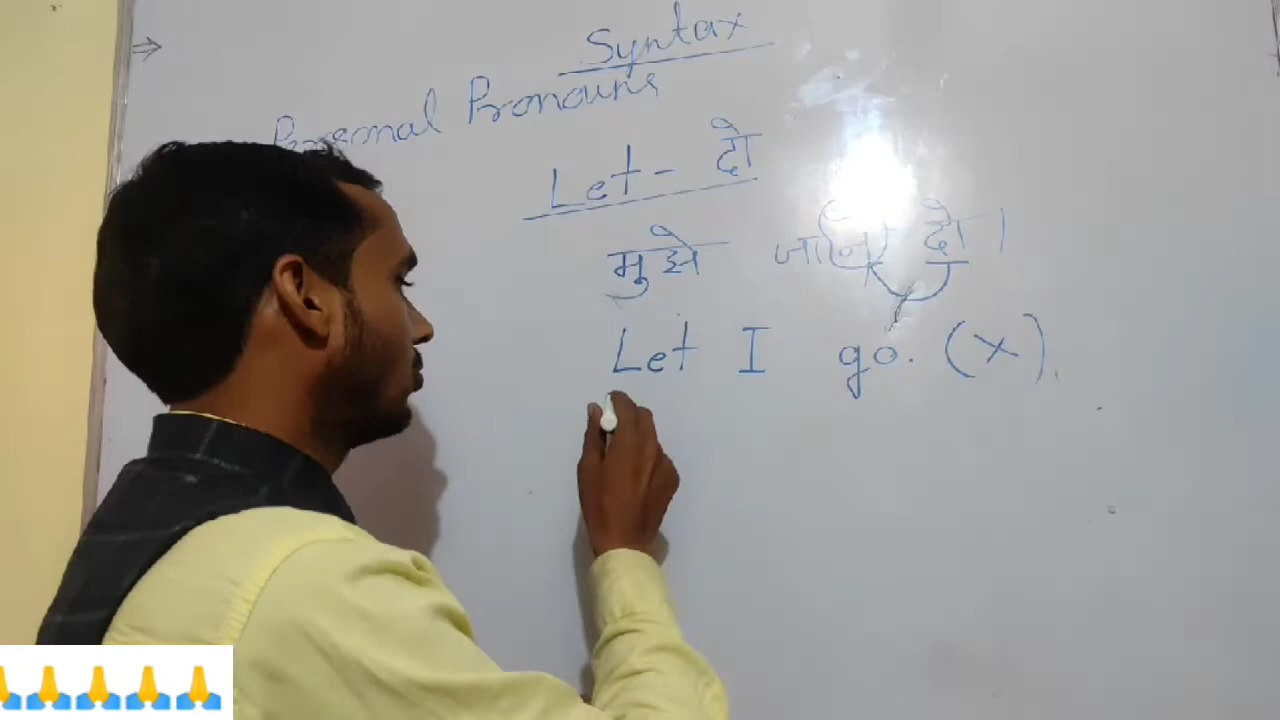 ⇒ Syntax
Personal Pronouns
Let - दो
मुझे जाने दो।
Let I go. (×).